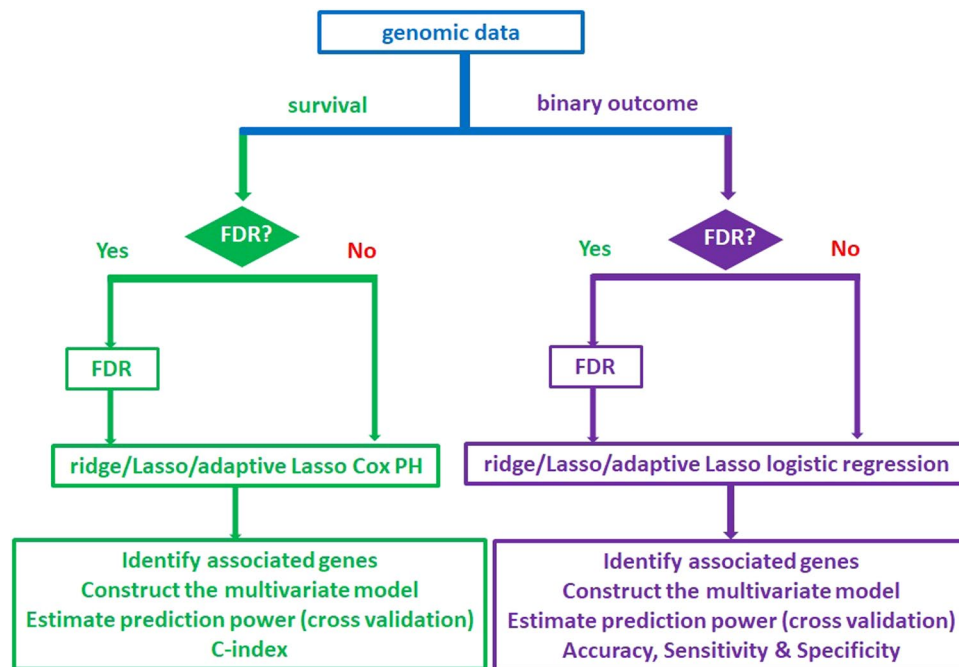 genomic data
survival
binary outcome
FDR?
Yes
No
FDR?
Yes
No
FDR
FDR
ridge/Lasso/adaptive Lasso Cox PH
ridge/Lasso/adaptive Lasso logistic regression
Identify associated genes
Construct the multivariate model
Estimate prediction power (cross validation)
C-index
Identify associated genes
Construct the multivariate model
Estimate prediction power (cross validation)
Accuracy, Sensitivity & Specificity